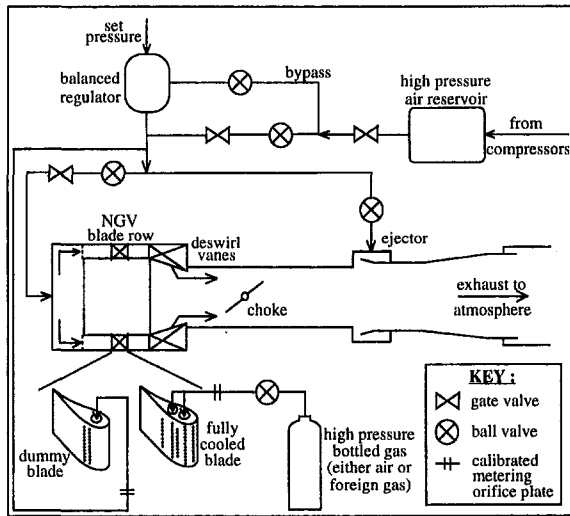 set
pressure
balanced
regulator
bypass
high pressure
air reservoir
from
compressors
NGV
blade row
deswirl
vanes
ejector
choke
exhaust to
atmosphere
dummy
blade
fully
cooled
blade
high pressure
bottled gas
(either air or
foreign gas)
KEY :
gate valve
ball valve
calibrated
metering
orifice plate